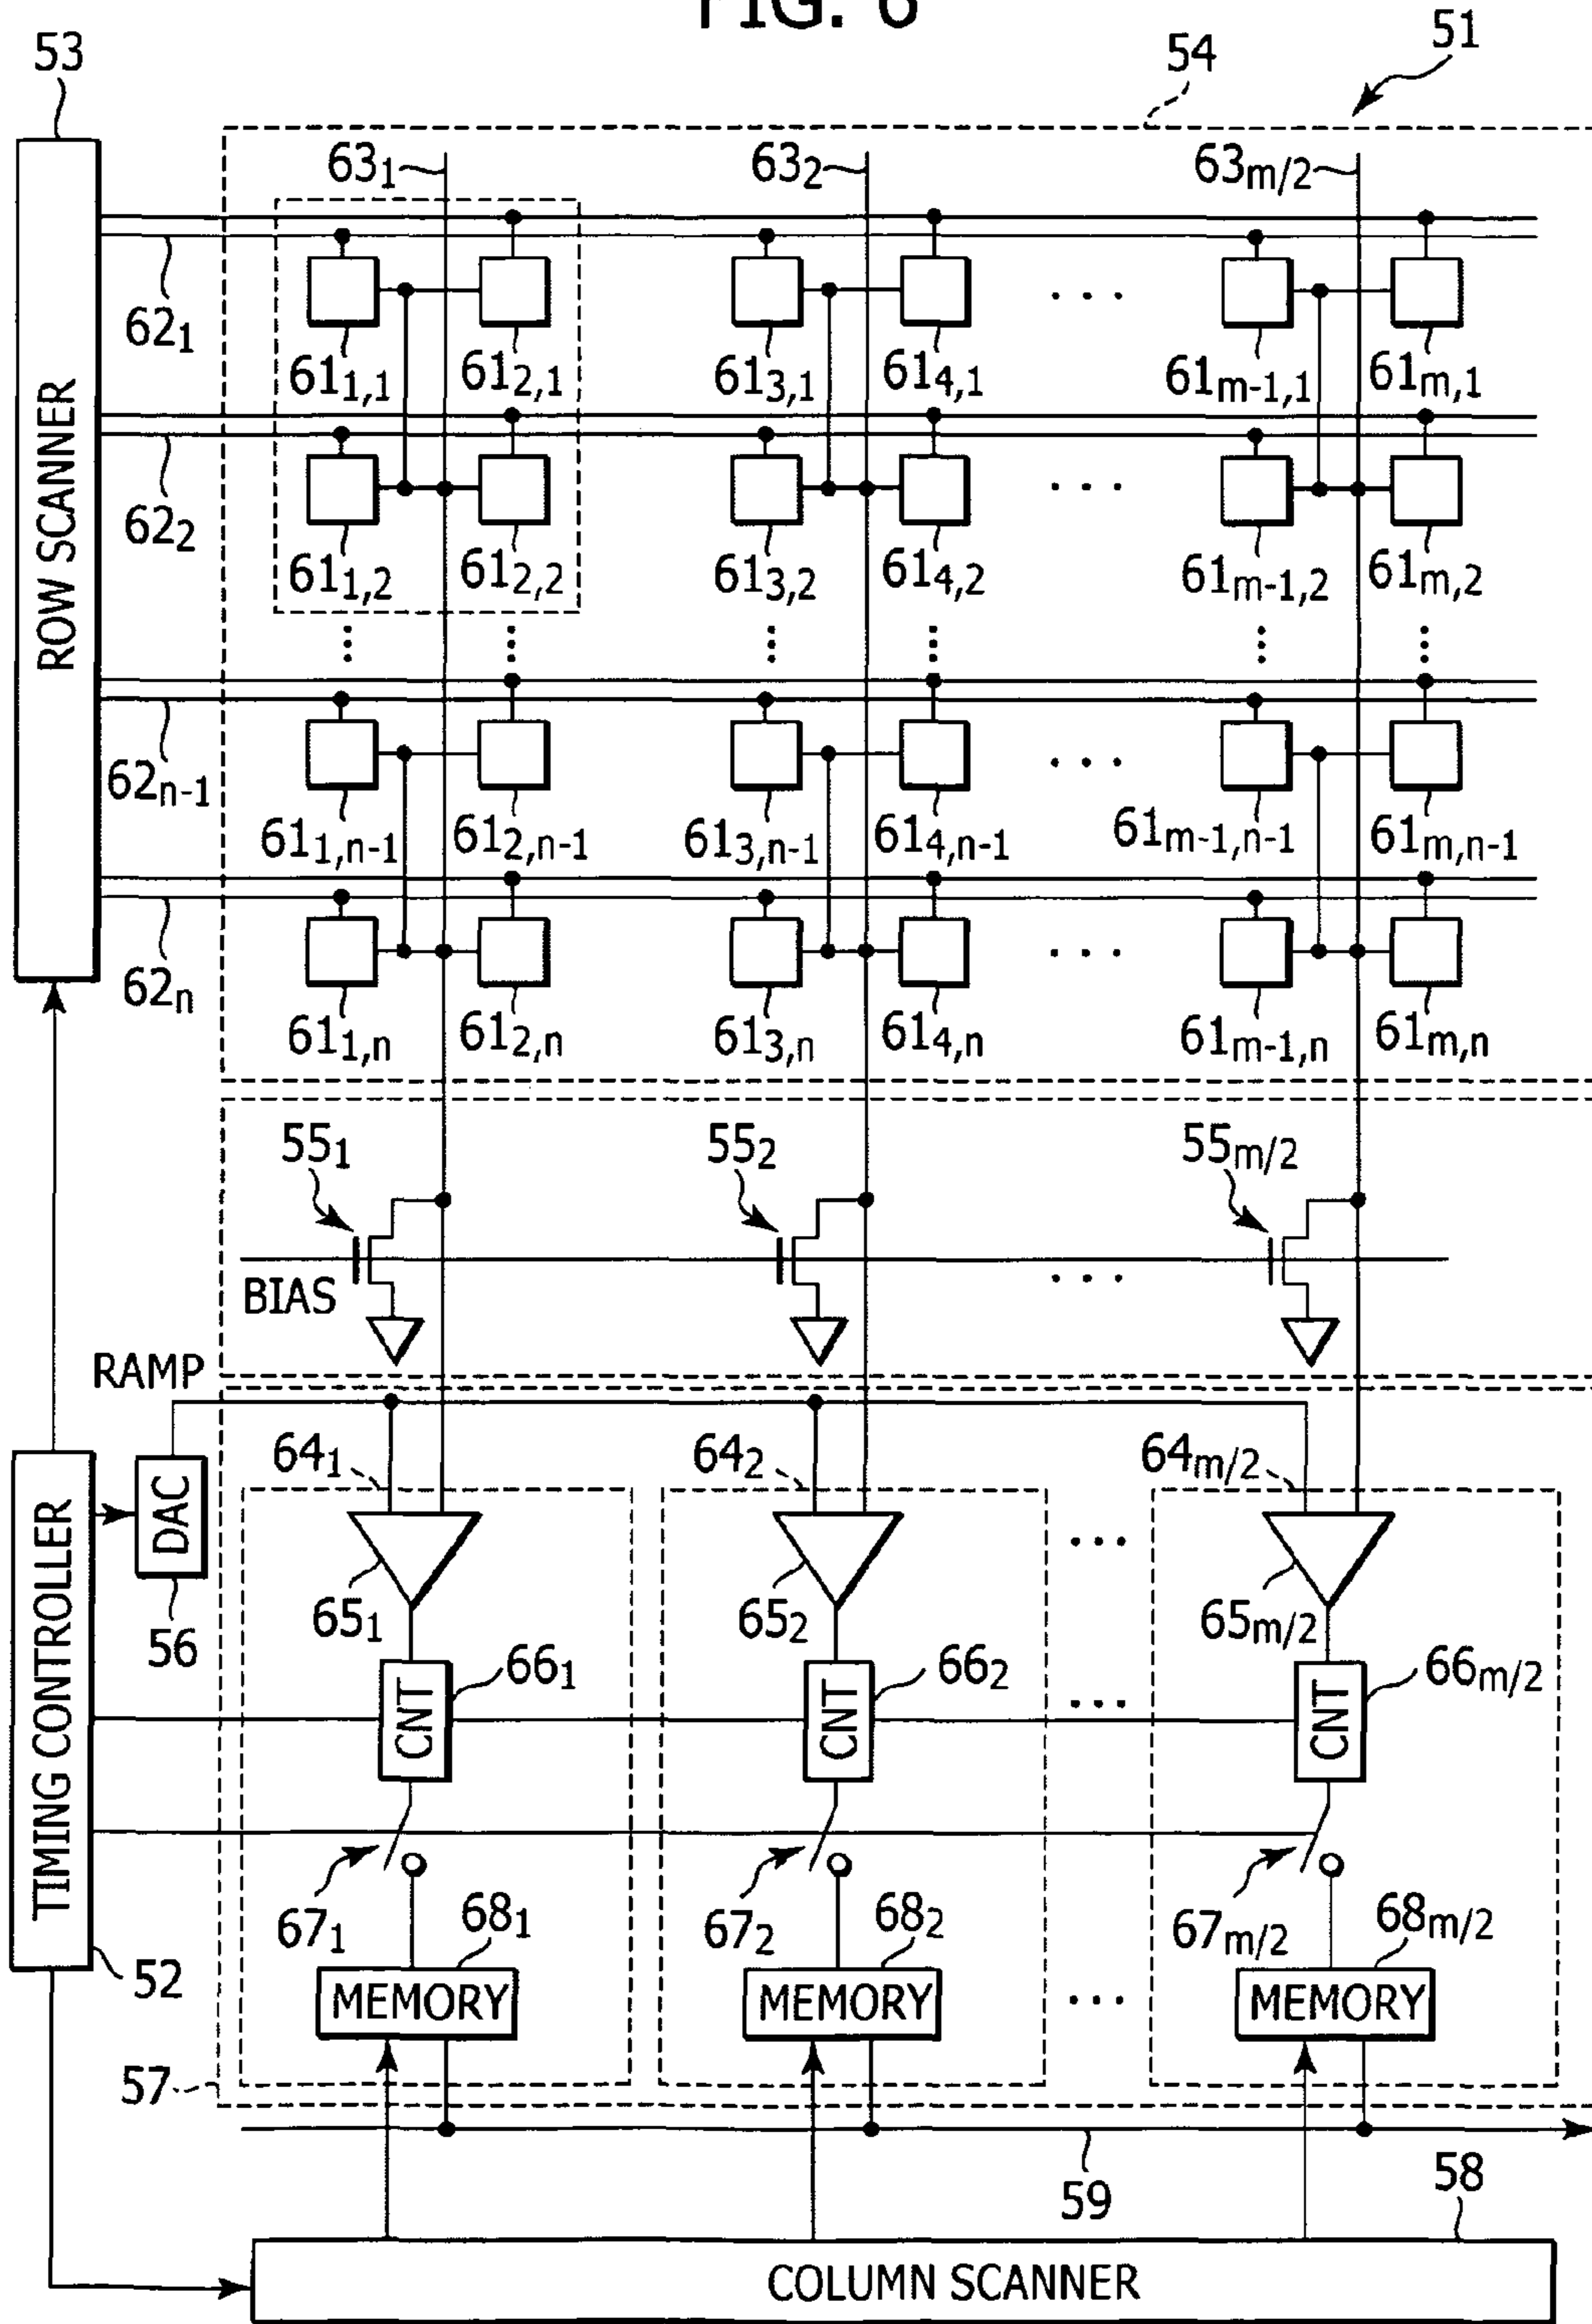 FIG. 6
53
54
51
63₁
63₂
63m/2
62₁
61₁,₁
61₂,₁
61₃,₁
61₄,₁
61m-1,1
61m,1
ROW SCANNER
62₂
61₁,₂
61₂,₂
61₃,₂
61₄,₂
61m-1,2
61m,2
62n-1
61₁,n-1
61₂,n-1
61₃,n-1
61₄,n-1
61m-1,n-1
61m,n-1
62n
61₁,n
61₂,n
61₃,n
61₄,n
61m-1,n
61m,n
55₁
55₂
55m/2
BIAS
RAMP
64₁
64₂
64m/2
TIMING CONTROLLER
DAC
56
65₁
65₂
65m/2
CNT
66₁
CNT
66₂
CNT
66m/2
67₁
68₁
67₂
68₂
67m/2
68m/2
52
MEMORY
MEMORY
MEMORY
57
59
58
COLUMN SCANNER